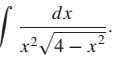 ∫ dx / (x²√(4 − x²)).